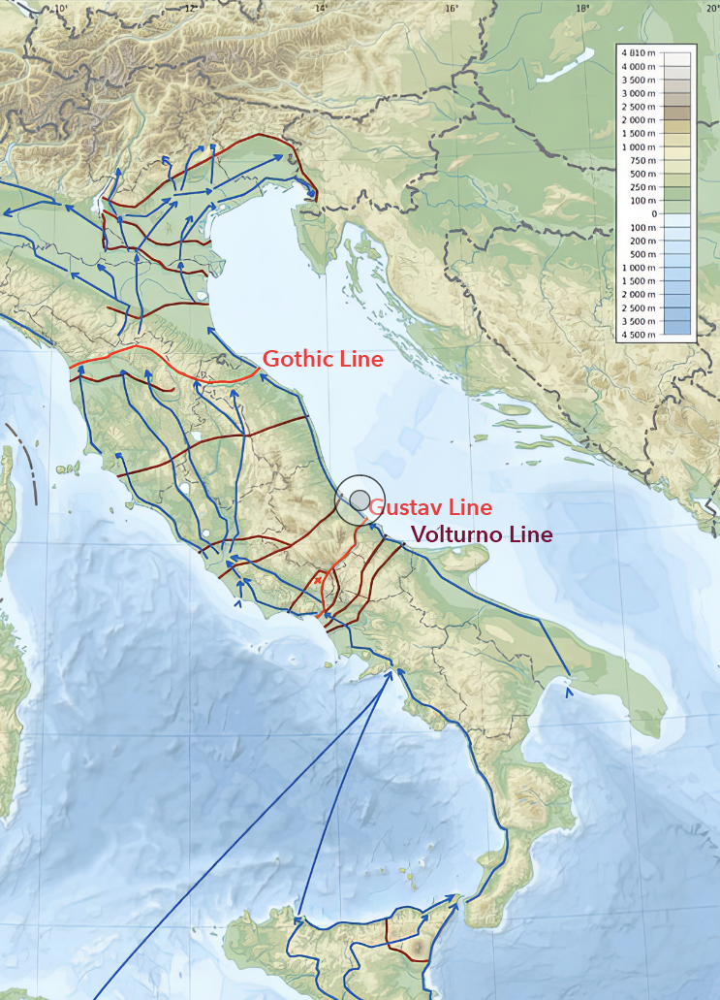 10°
12°
14°
16°
18°
20°
4 810 m
4 000 m
3 500 m
3 000 m
2 500 m
2 000 m
1 500 m
1 000 m
750 m
500 m
250 m
100 m
0
100 m
200 m
500 m
1 000 m
1 500 m
2 000 m
2 500 m
3 500 m
4 500 m
Gothic Line
Gustav Line
Volturno Line